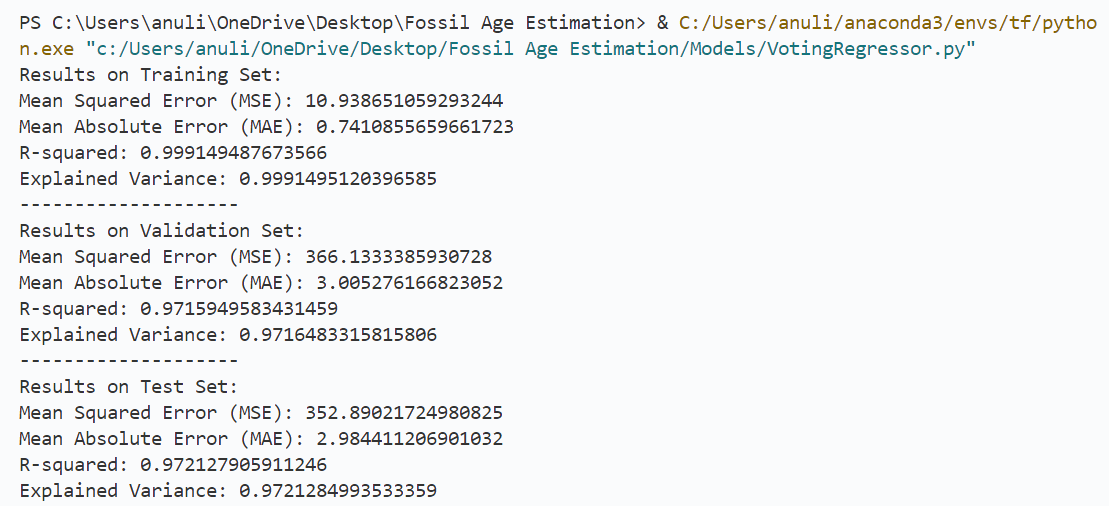 PS C:\Users\anuli\OneDrive\Desktop\Fossil Age Estimation> & C:/Users/anuli/anaconda3/envs/tf/pytho
n.exe "c:/Users/anuli/OneDrive/Desktop/Fossil Age Estimation/Models/VotingRegressor.py"
Results on Training Set:
Mean Squared Error (MSE): 10.938651059293244
Mean Absolute Error (MAE): 0.7410855659661723
R-squared: 0.999149487673566
Explained Variance: 0.9991495120396585
--------------------
Results on Validation Set:
Mean Squared Error (MSE): 366.1333385930728
Mean Absolute Error (MAE): 3.005276166823052
R-squared: 0.9715949583431459
Explained Variance: 0.9716483315815806
--------------------
Results on Test Set:
Mean Squared Error (MSE): 352.89021724980825
Mean Absolute Error (MAE): 2.984411206901032
R-squared: 0.972127905911246
Explained Variance: 0.9721284993533359